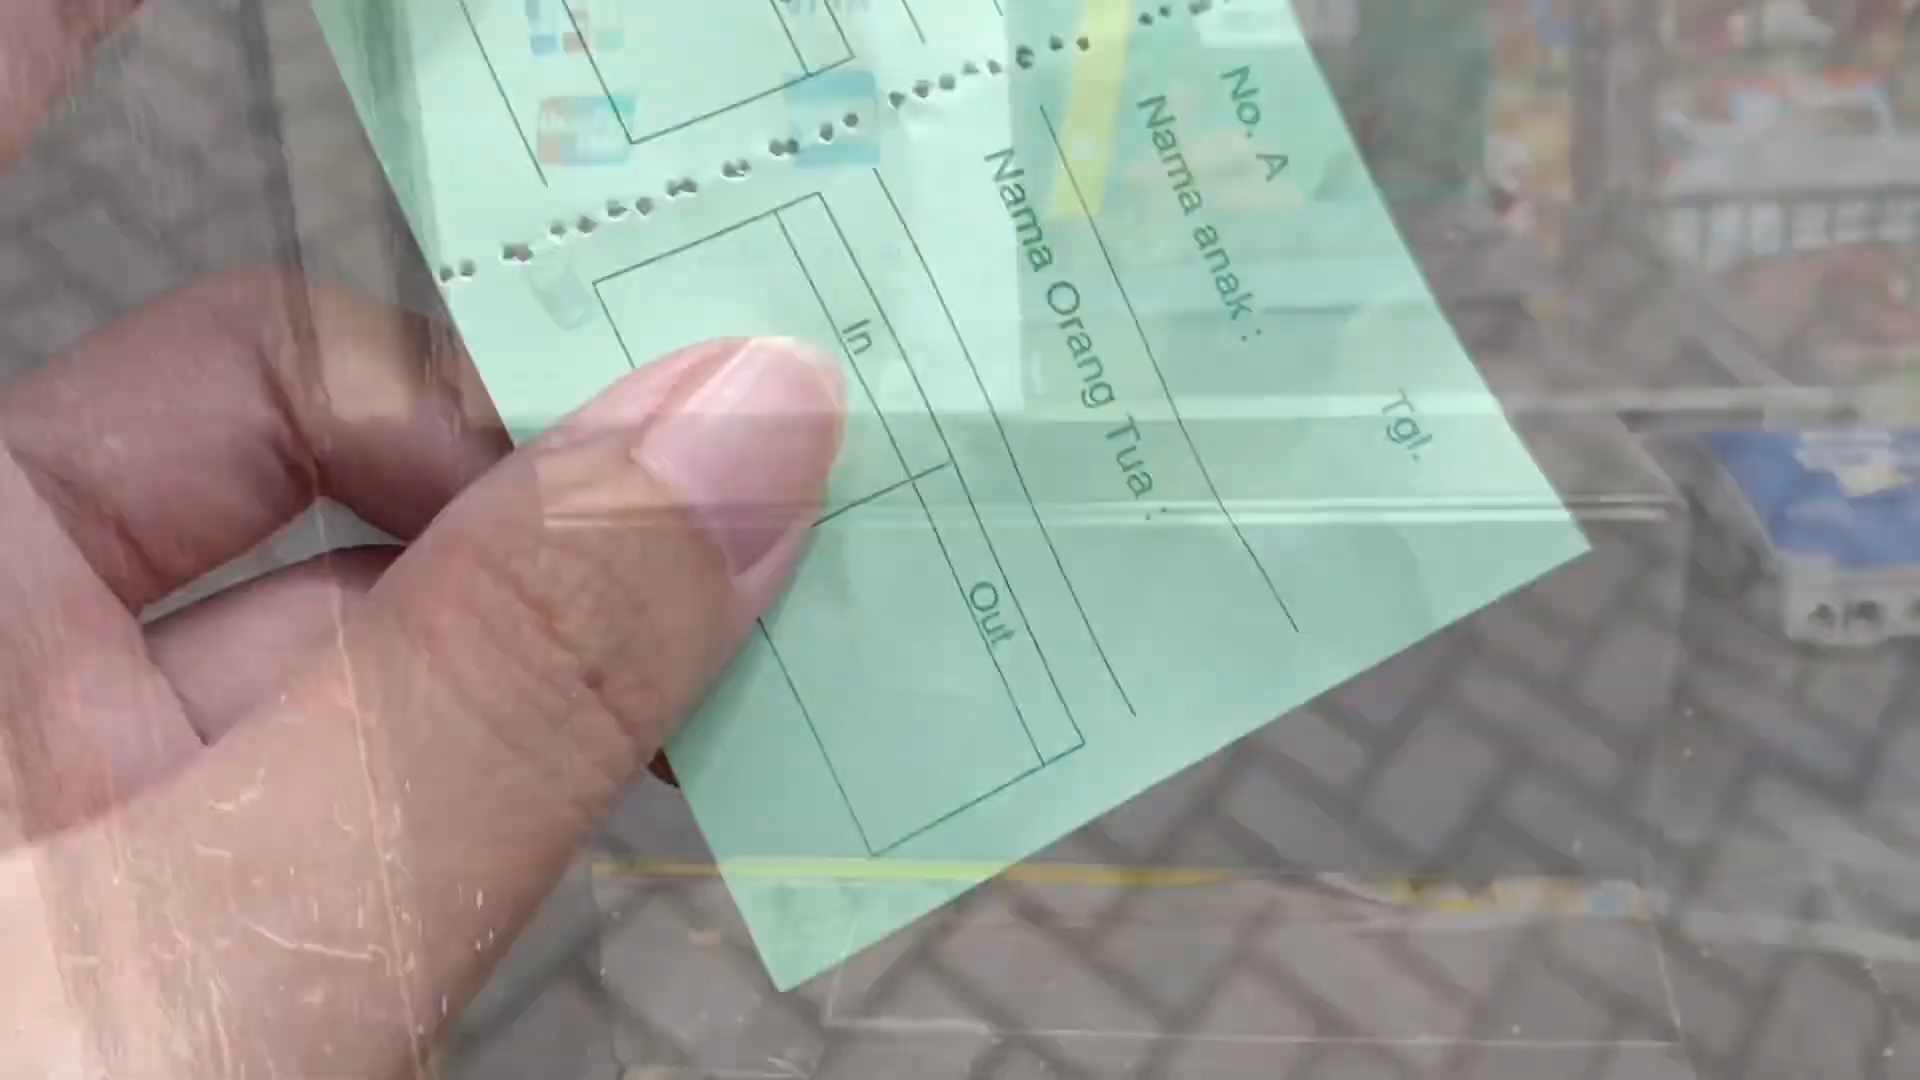 No. A
Tgl.
Nama anak :
Nama Orang Tua :
In
Out